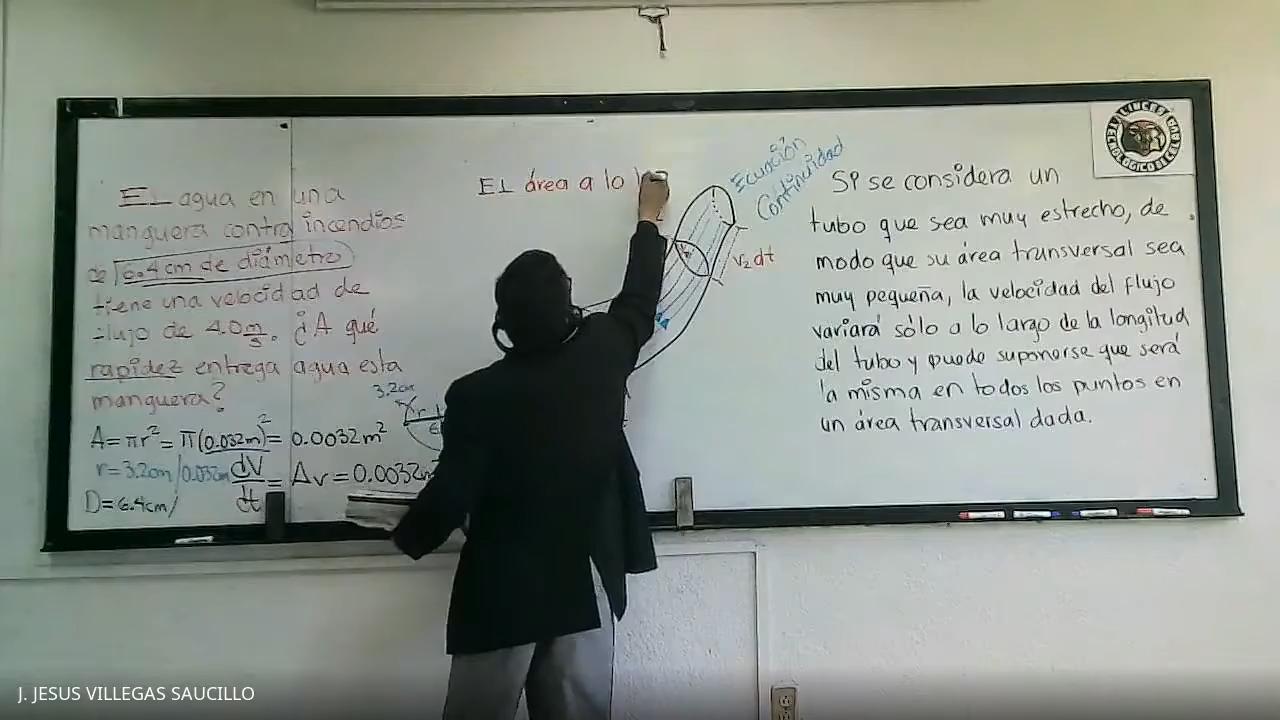 EL agua en una
manguera contra incendios
de 6.4cm de diámetro
tiene una velocidad de
flujo de 4.0 m/s. ¿A qué
rapidez entrega agua esta
manguera?
A=πr²=π(0.032m)²= 0.0032m²
r=3.2cm/0.032m dV/dt = Av=0.0032m
D=6.4cm/
3.2cm
EL área a lo l
Ecuación
Continuidad
v₂dt
Si se considera un
tubo que sea muy estrecho, de
modo que su área transversal sea
muy pequeña, la velocidad del flujo
variará sólo a lo largo de la longitud
del tubo y puede suponerse que será
la misma en todos los puntos en
un área transversal dada.
J. JESUS VILLEGAS SAUCILLO